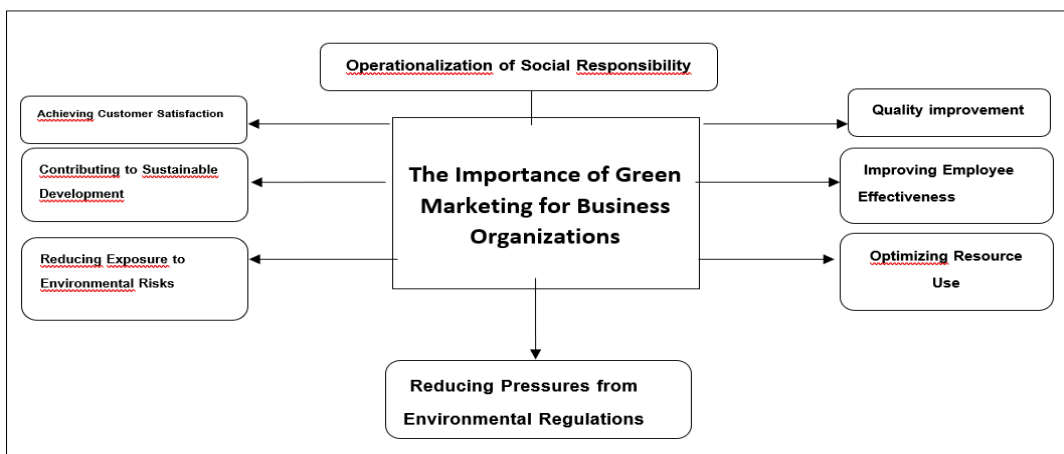 Operationalization of Social Responsibility
Achieving Customer Satisfaction
Contributing to Sustainable
Development
Reducing Exposure to
Environmental Risks
The Importance of Green
Marketing for Business
Organizations
Quality improvement
Improving Employee
Effectiveness
Optimizing Resource
Use
Reducing Pressures from
Environmental Regulations